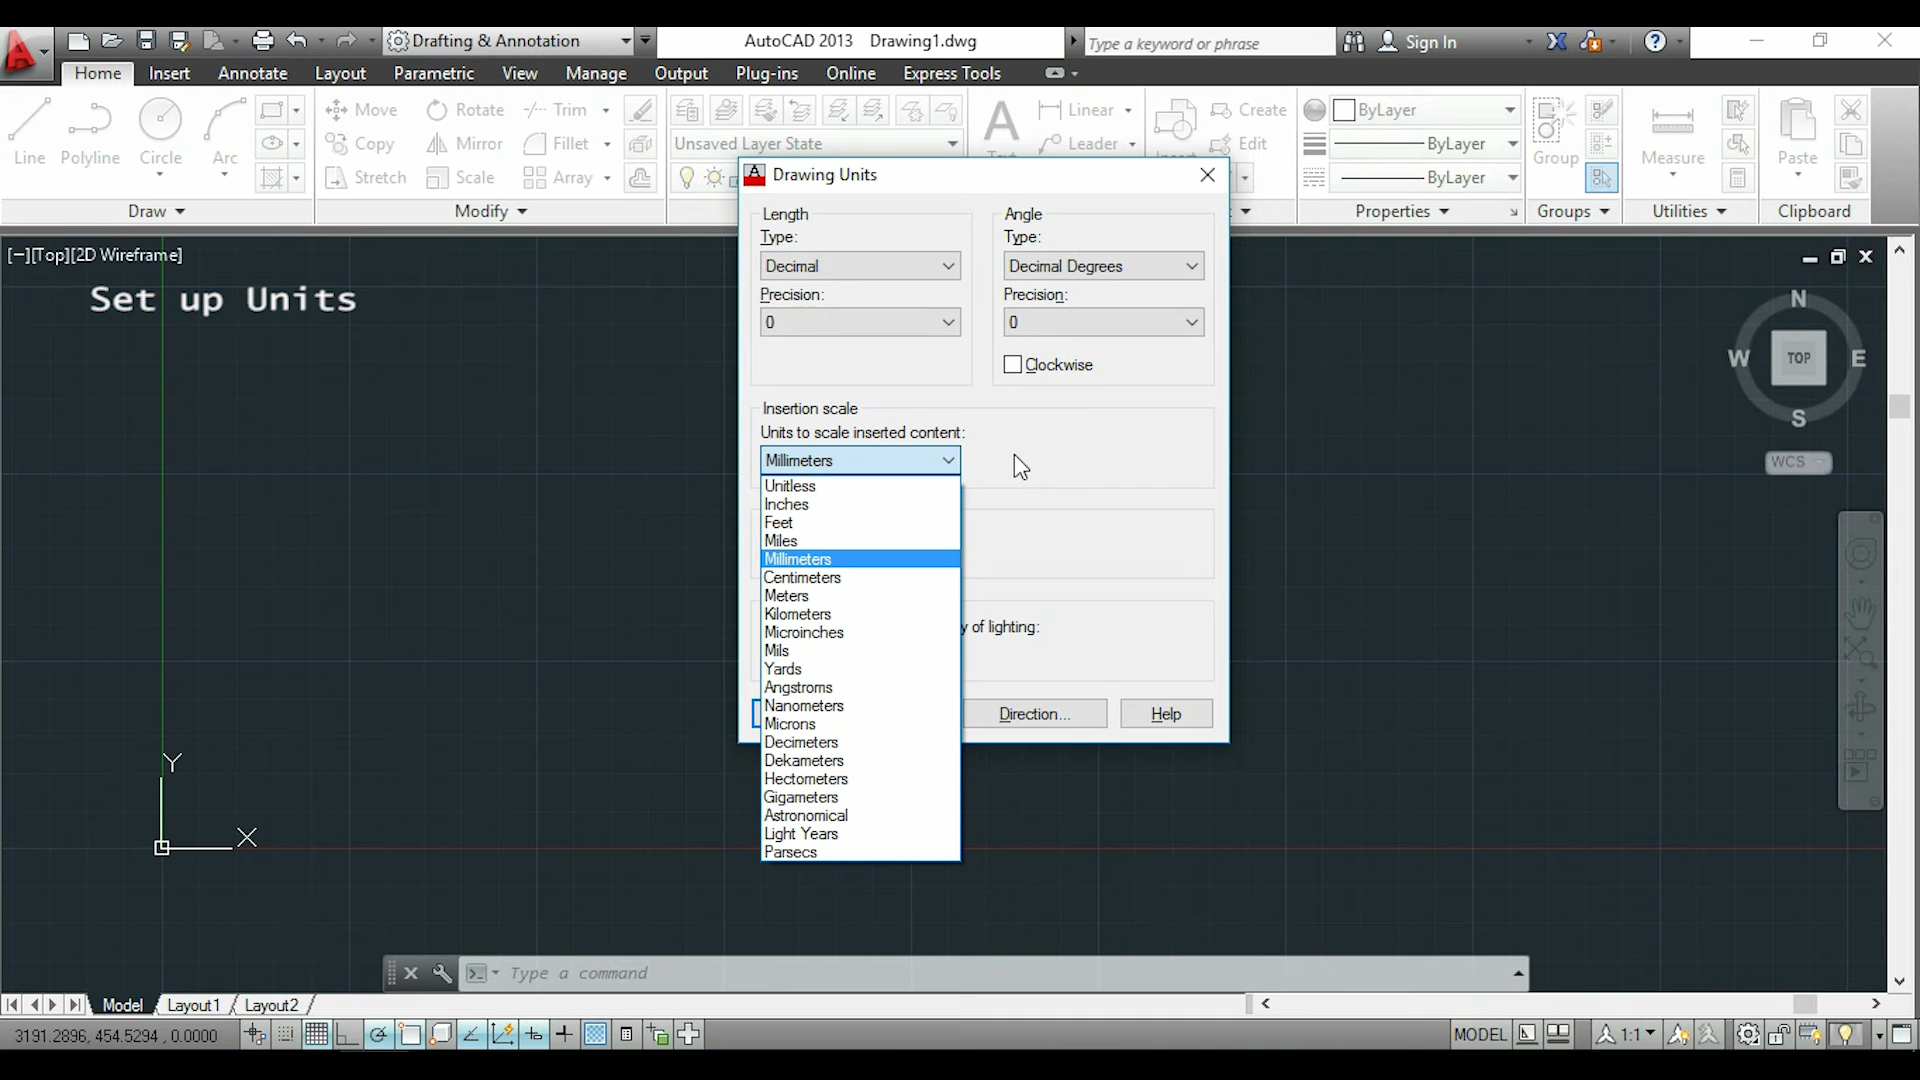 Drafting & Annotation
AutoCAD 2013 Drawing1.dwg
Type a keyword or phrase
Sign In
Home Insert Annotate Layout Parametric View Manage Output Plug-ins Online Express Tools
Line
Polyline
Circle
Arc
Move
Rotate
Trim
Copy
Mirror
Fillet
Stretch
Scale
Array
Unsaved Layer State
Linear
Leader
Create
Edit
ByLayer
ByLayer
ByLayer
Group
Measure
Paste
Draw
Modify
Properties
Groups
Utilities
Clipboard
[−][Top][2D Wireframe]
Set up Units
A Drawing Units
Length
Type:
Decimal
Precision:
0
Angle
Type:
Decimal Degrees
Precision:
0
Clockwise
Insertion scale
Units to scale inserted content:
Millimeters
Unitless
Inches
Feet
Miles
Millimeters
Centimeters
Meters
Kilometers
Microinches
Mils
Yards
Angstroms
Nanometers
Microns
Decimeters
Dekameters
Hectometers
Gigameters
Astronomical
Light Years
Parsecs
y of lighting:
Direction...
Help
N
W TOP E
S
WCS
Y
X
Type a command
Model Layout1 Layout2
3191.2896, 454.5294 , 0.0000
MODEL
1:1